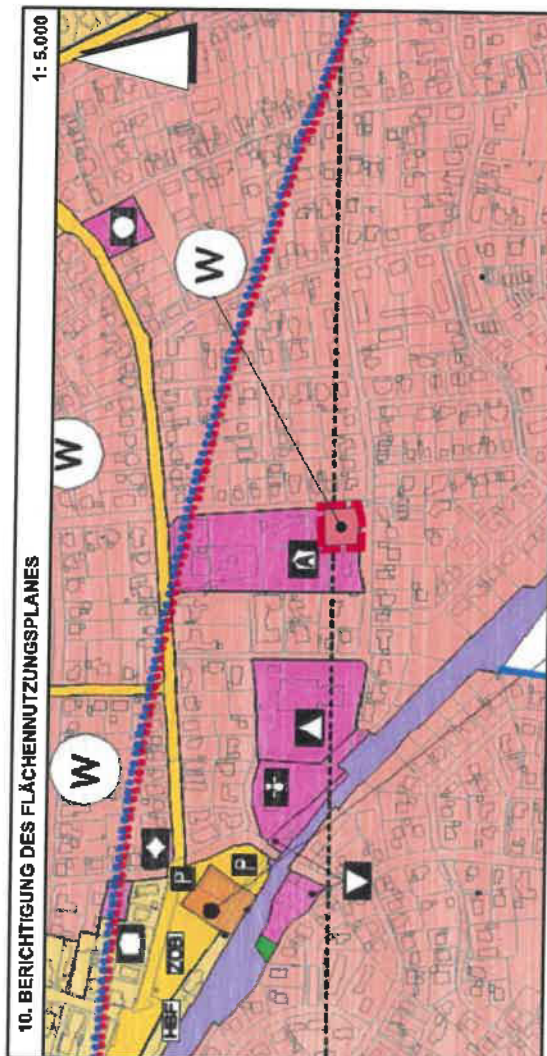 10. BERICHTIGUNG DES FLÄCHENNUTZUNGSPLANES
1: 5.000
W
W
W
P
P
ZOB
HBF